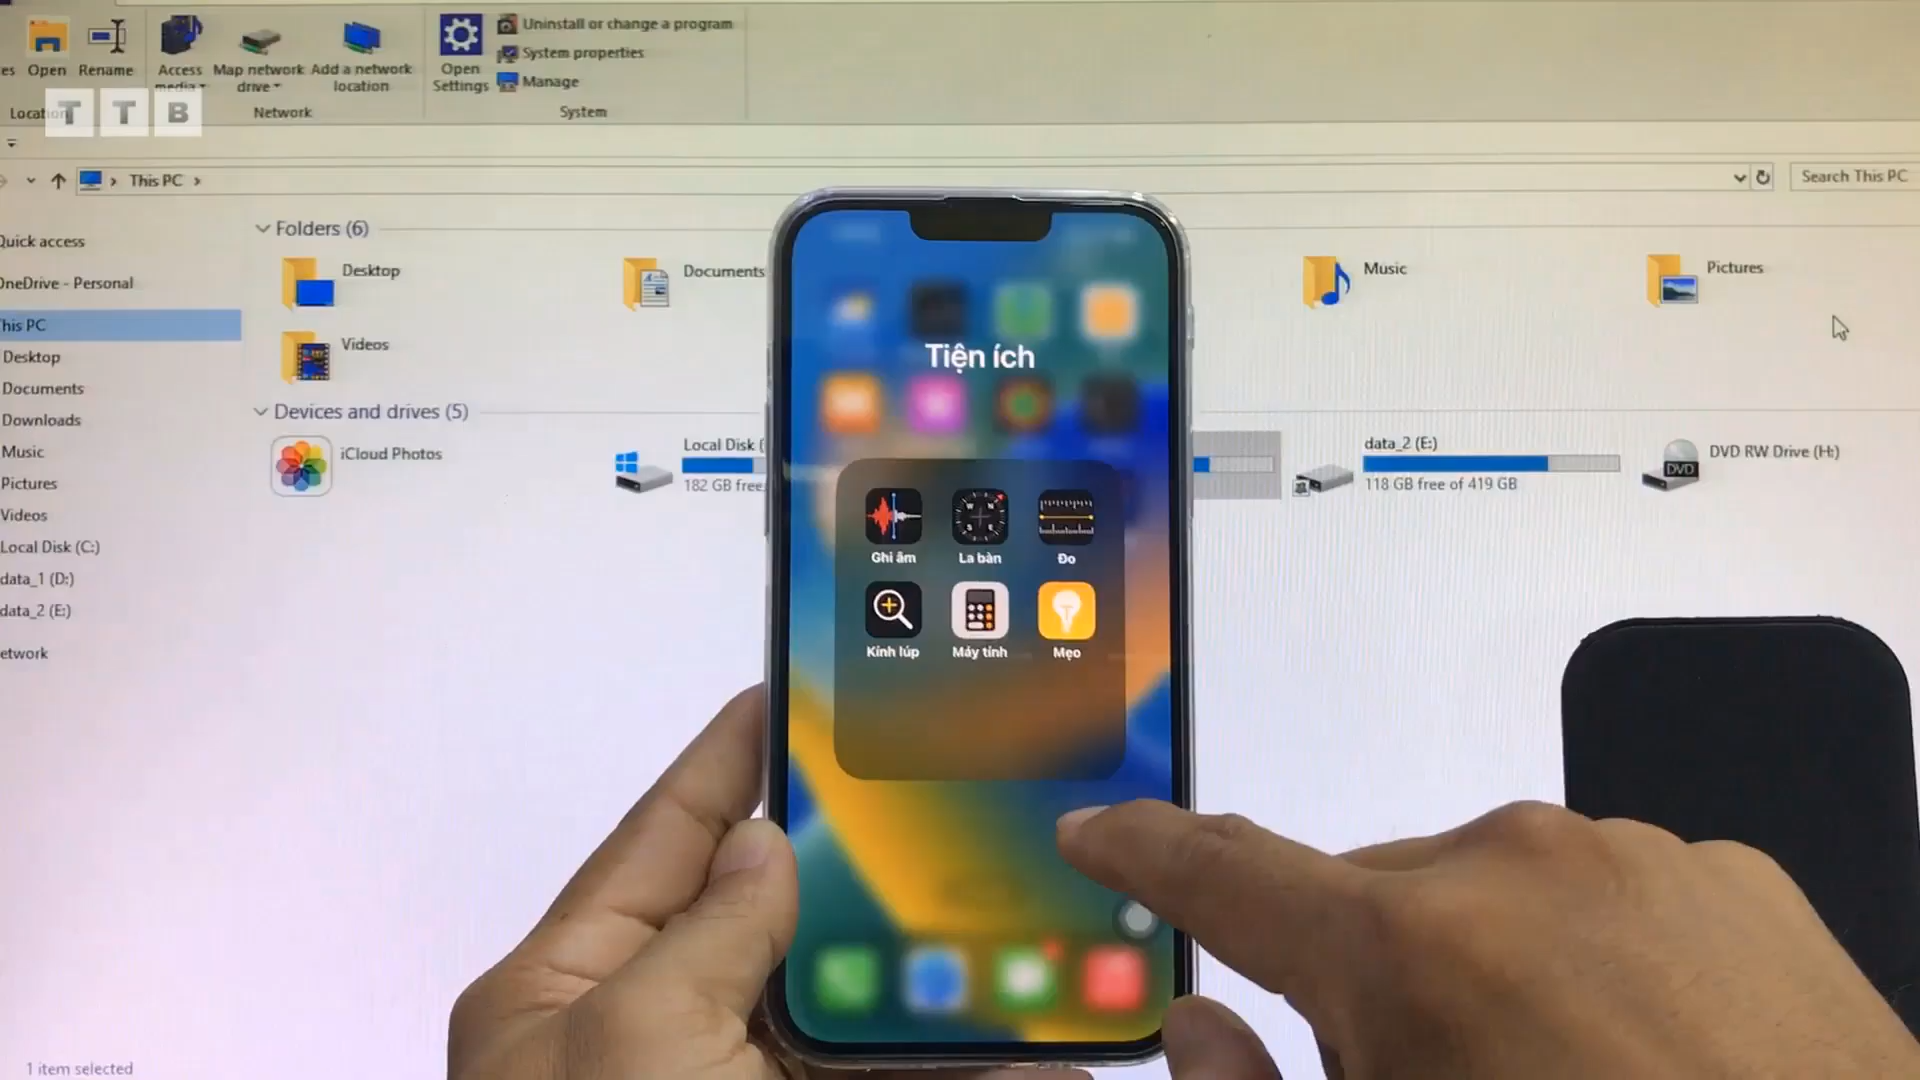 Uninstall or change a program
System properties
Manage
es Open Rename
Access media
Map network drive
Add a network location
Open Settings
Location
Network
System
TTB
This PC
Search This PC
Quick access
OneDrive - Personal
This PC
Desktop
Documents
Downloads
Music
Pictures
Videos
Local Disk (C:)
data_1 (D:)
data_2 (E:)
etwork
Folders (6)
Desktop
Documents
Music
Pictures
Videos
Devices and drives (5)
iCloud Photos
Local Disk (
182 GB free
data_2 (E:)
118 GB free of 419 GB
DVD RW Drive (H:)
DVD
Tiện ích
W N
S E
Ghi âm
La bàn
Đo
Kính lúp
Máy tính
Mẹo
1 item selected